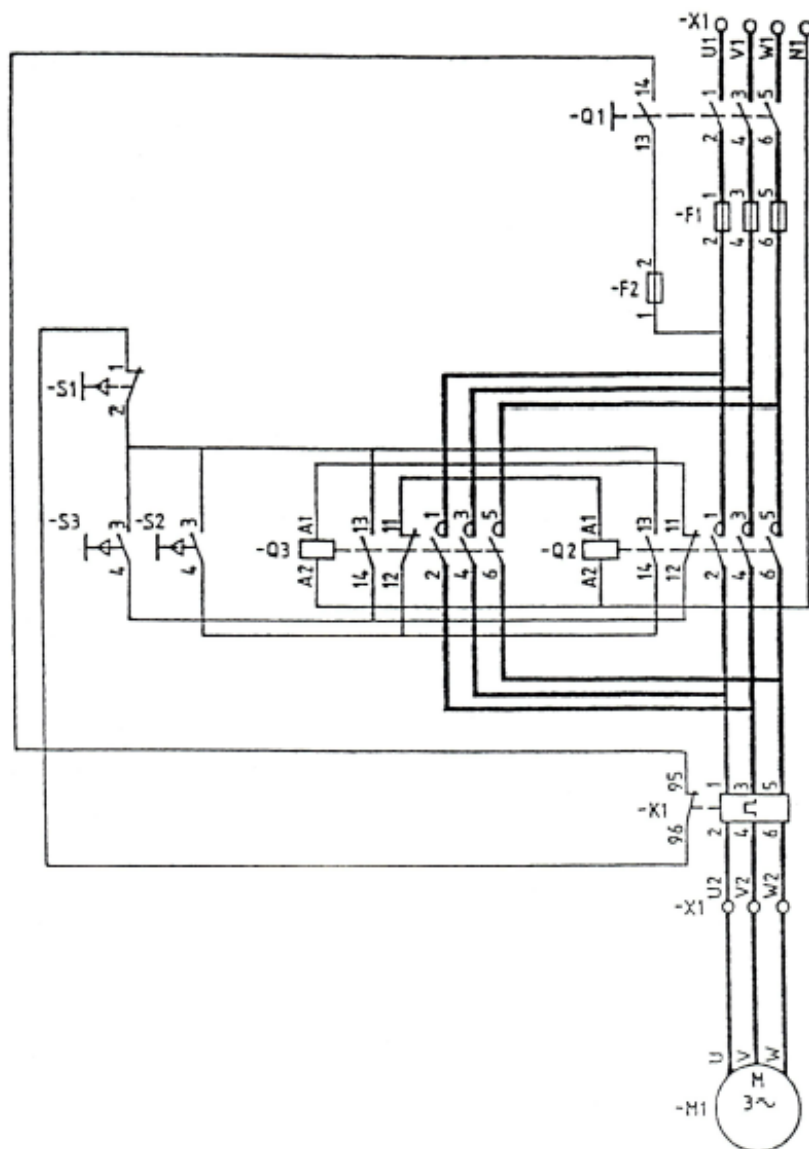 -X1
U1 V1 W1 N1
14 1 3 5
-Q1
13 2 4 6
1 3 5
-F1
2 4 6
2
-F2
1
1
-S1
2
-S3 3 -S2 3 A1 13 11 1 3 5 A1 13 11 1 3 5
-Q3 -Q2
4 4 A2 14 12 2 4 6 A2 14 12 2 4 6
95 1 3 5
-K1
96 2 4 6
U2 V2 W2
-X1
U V W
M
-M1 3~